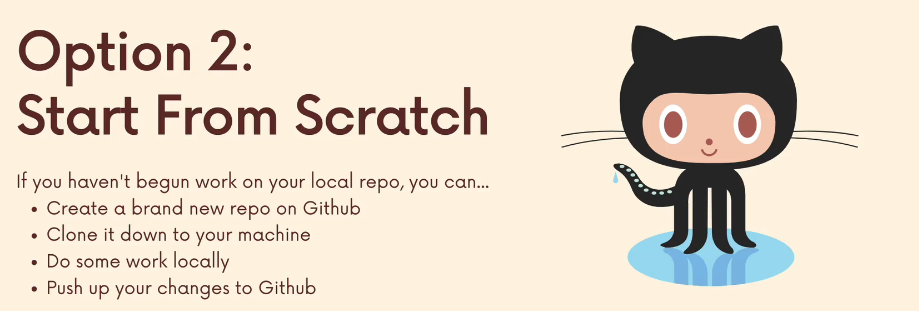 Option 2:
Start From Scratch
If you haven't begun work on your local repo, you can...
• Create a brand new repo on Github
• Clone it down to your machine
• Do some work locally
• Push up your changes to Github